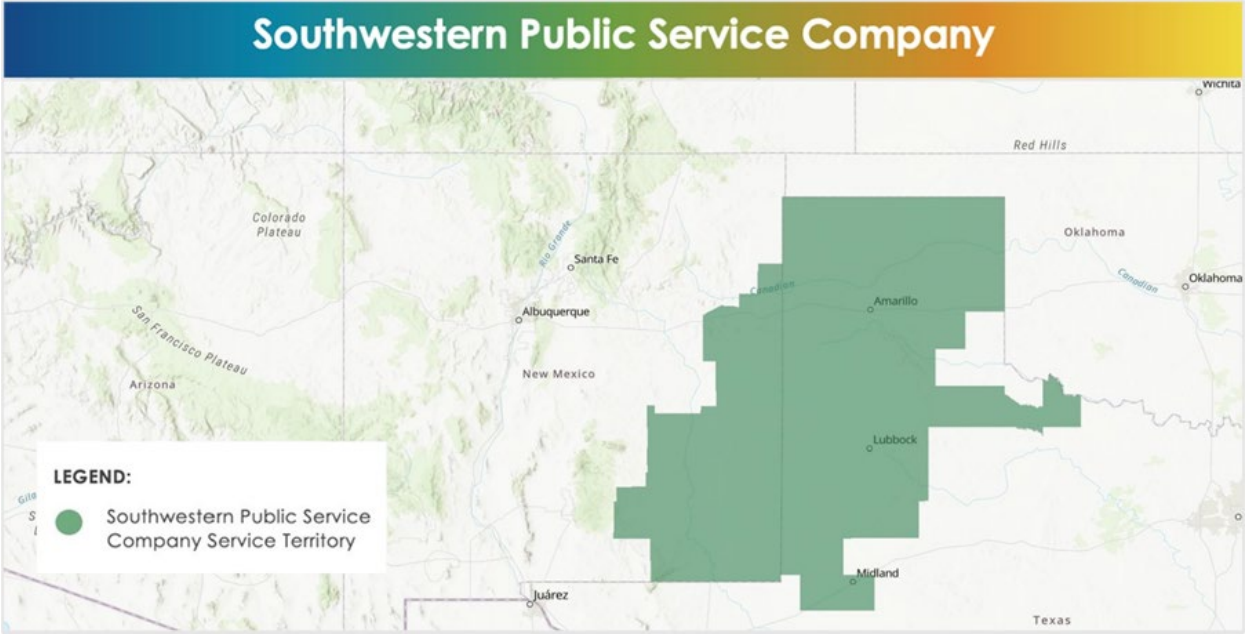 Southwestern Public Service Company
Wichita
Red Hills
Colorado
Plateau
Rio Grande
Oklahoma
Santa Fe
Canadian
Canadian
Oklahoma
Amarillo
Albuquerque
San Francisco Plateau
New Mexico
Arizona
Lubbock
LEGEND:
Southwestern Public Service
Company Service Territory
Gila
S
Midland
Juárez
Texas